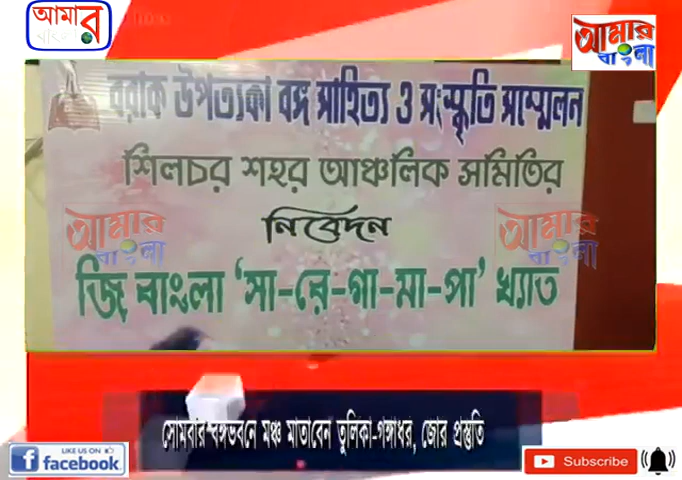 আমার
বাংলা
আমার
বাংলা
বরাক উপত্যকা বঙ্গ সাহিত্য ও সংস্কৃতি সম্মেলন
শিলচর শহর আঞ্চলিক সমিতির
নিবেদন
আমার
বাংলা
আমার
বাংলা
জি বাংলা ‘সা-রে-গা-মা-পা’ খ্যাত
সোমবার বঙ্গভবনে মঞ্চ মাতাবেন তুলিকা-গঙ্গাধর, জোর প্রস্তুতি
LIKE US ON
facebook.
Subscribe